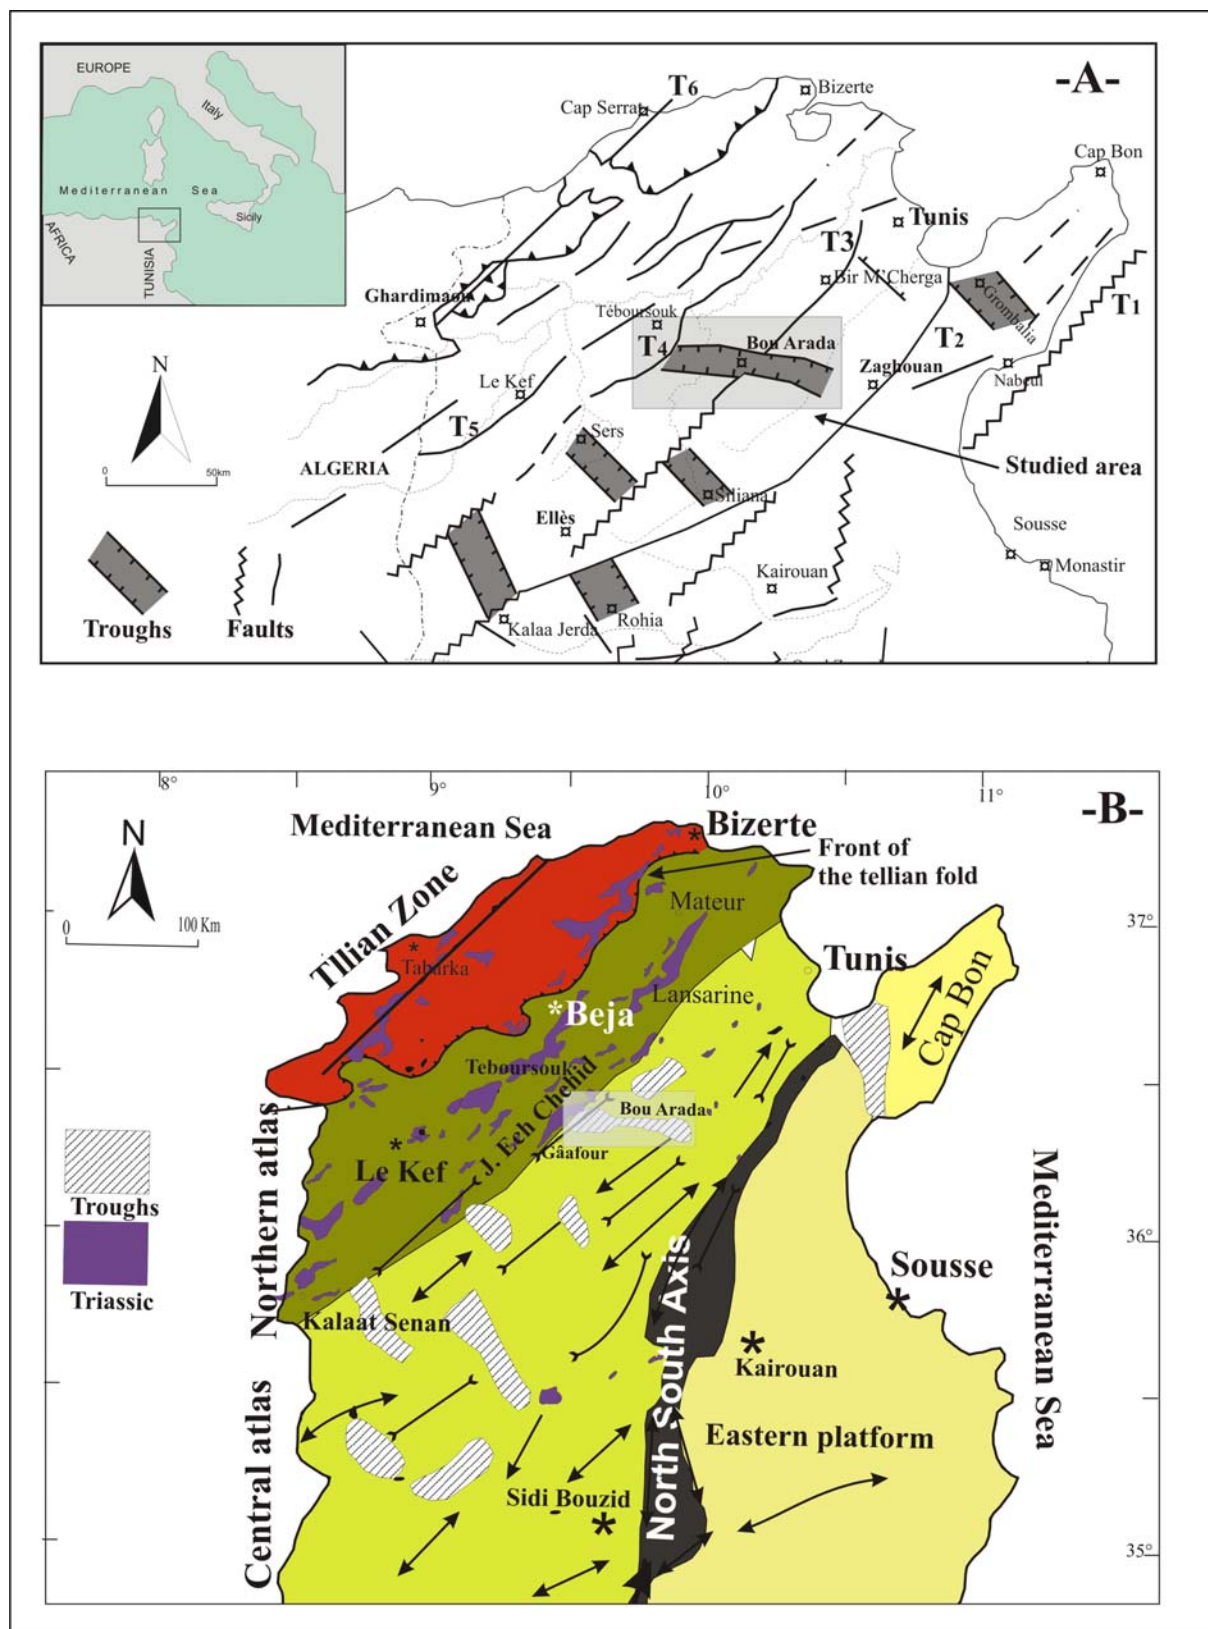 EUROPE
Italy
Mediterranean Sea
Sicily
AFRICA
TUNISIA
-A-
T6
Cap Serrat
Bizerte
Cap Bon
Tunis
T3
Bir M'Cherga
Grombalia
T1
Ghardimaou
Téboursouk
T4
Bou Arada
T2
Zaghouan
Nabeul
N
Le Kef
T5
Sers
0
50km
ALGERIA
Studied area
Siliana
Ellès
Sousse
Kairouan
Monastir
Troughs
Faults
Kalaa Jerda
Rohia
8°
9°
10°
11°
-B-
N
Mediterranean Sea
Bizerte
Front of
the tellian fold
0
100 Km
Tllian Zone
Mateur
37°
Tabarka
Tunis
Lansarine
Cap Bon
*Beja
Teboursouk
J. Ech Chehid
Bou Arada
Gâafour
Northern atlas
Le Kef
Troughs
Mediterranean Sea
36°
Triassic
Kalaat Senan
Sousse
North South Axis
Kairouan
Central atlas
Eastern platform
Sidi Bouzid
35°